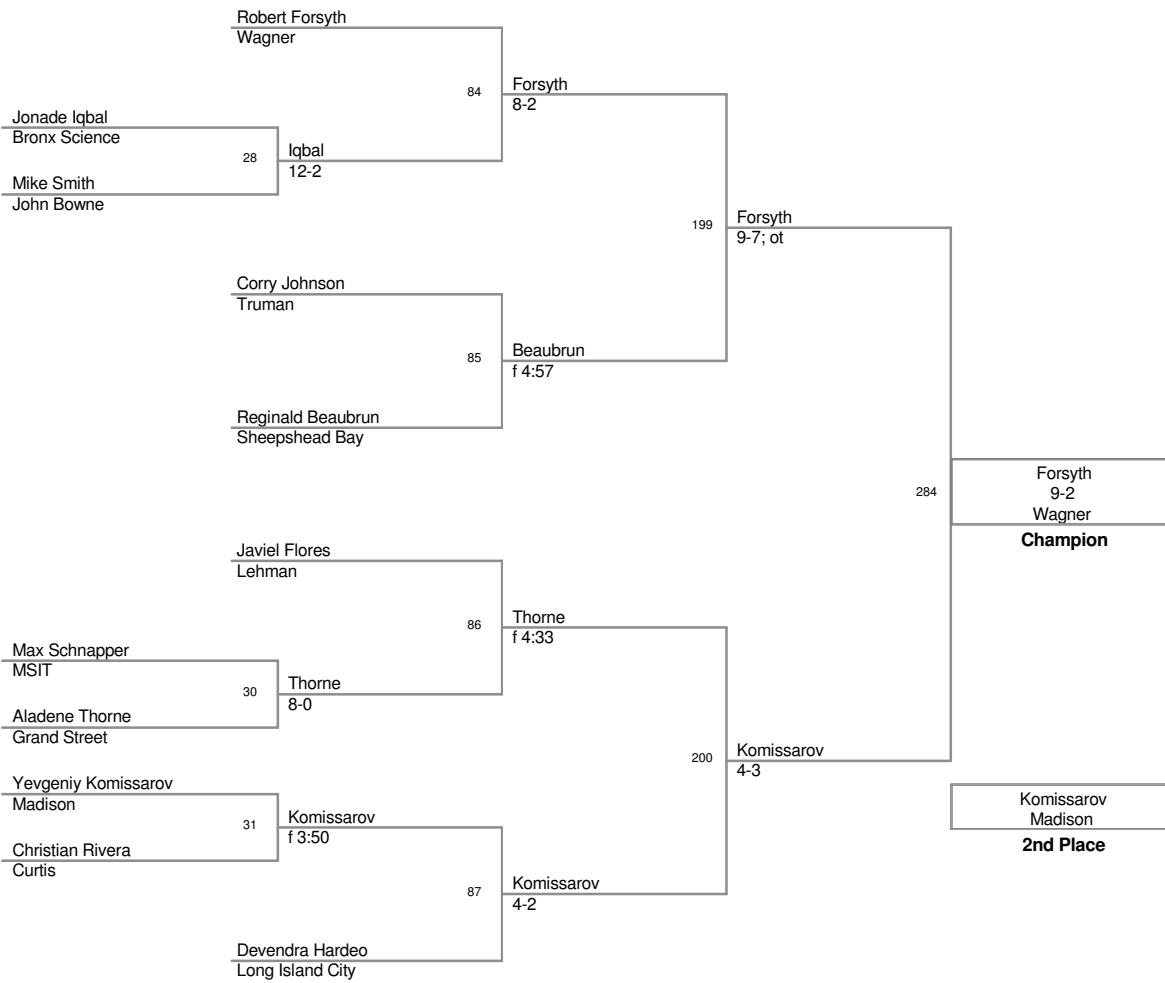 Robert Forsyth
Wagner
84
Forsyth
8-2
Jonade Iqbal
Bronx Science
28
Iqbal
12-2
Mike Smith
John Bowne
199
Forsyth
9-7; ot
Corry Johnson
Truman
85
Beaubrun
f 4:57
Reginald Beaubrun
Sheepshead Bay
284
Forsyth
9-2
Wagner
Champion
Javiel Flores
Lehman
86
Thorne
f 4:33
Max Schnapper
MSIT
30
Thorne
8-0
Aladene Thorne
Grand Street
200
Komissarov
4-3
Yevgeniy Komissarov
Madison
31
Komissarov
f 3:50
Christian Rivera
Curtis
87
Komissarov
4-2
Devendra Hardeo
Long Island City
Komissarov
Madison
2nd Place